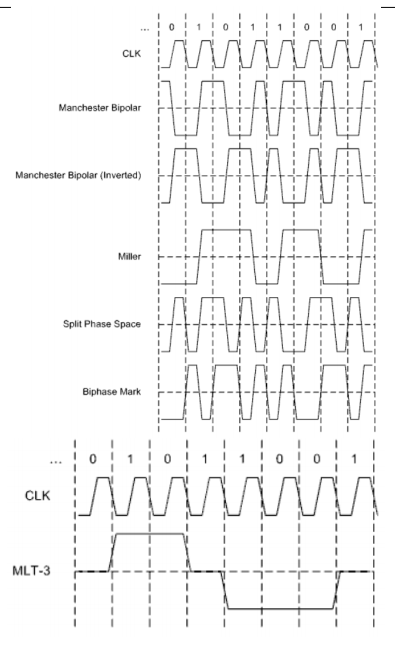 ... 0 1 0 1 1 0 0 1
CLK
Manchester Bipolar
Manchester Bipolar (Inverted)
Miller
Split Phase Space
Biphase Mark
... 0 1 0 1 1 0 0 1
CLK
MLT-3